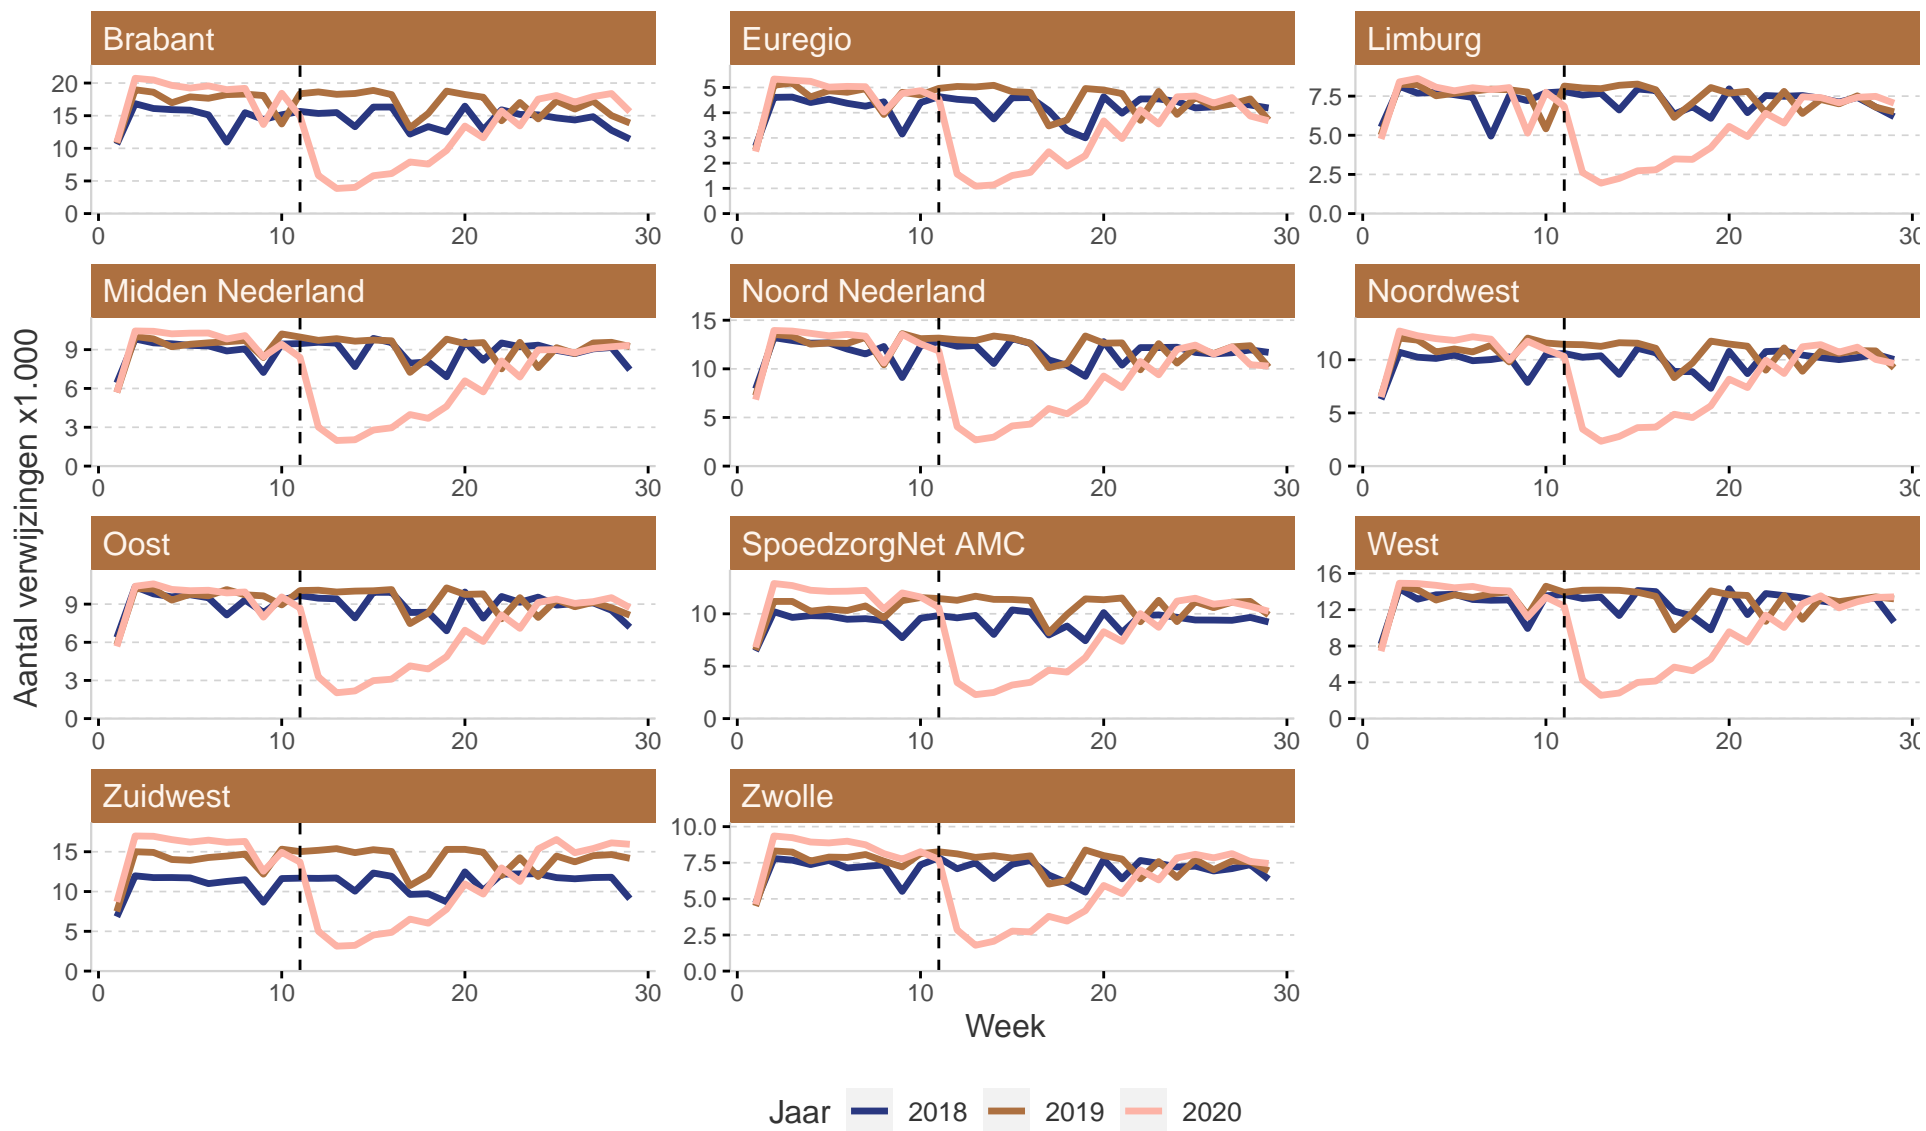 Brabant
Euregio
Limburg
20
15
10
5
0
5
4
3
2
1
0
7.5
5.0
2.5
0.0
0 10 20 30
0 10 20 30
0 10 20 30
Midden Nederland
Noord Nederland
Noordwest
9
6
3
0
15
10
5
0
10
5
0
0 10 20 30
0 10 20 30
0 10 20 30
Aantal verwijzingen x1.000
Oost
SpoedzorgNet AMC
West
9
6
3
0
10
5
0
16
12
8
4
0
0 10 20 30
0 10 20 30
0 10 20 30
Zuidwest
Zwolle
15
10
5
0
10.0
7.5
5.0
2.5
0.0
0 10 20 30
0 10 20 30
Week
Jaar 2018 2019 2020